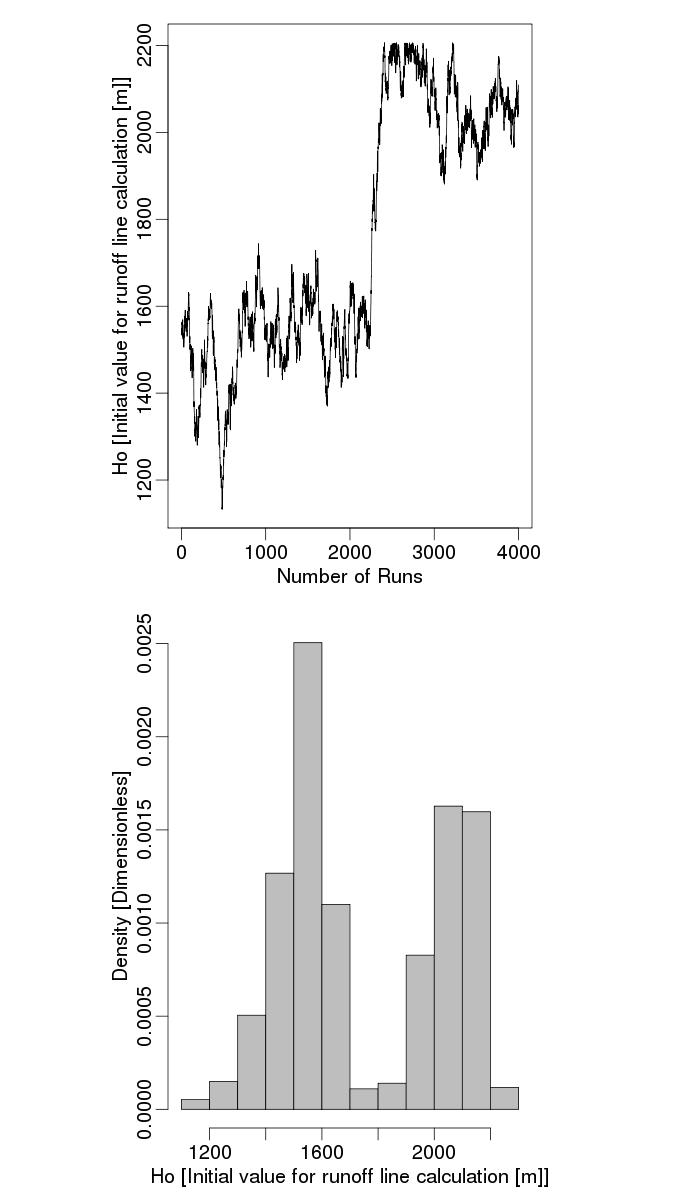 Ho [Initial value for runoff line calculation [m]]
2200
2000
1800
1600
1400
1200
0 1000 2000 3000 4000
Number of Runs
Density [Dimensionless]
0.0025
0.0020
0.0015
0.0010
0.0005
0.0000
1200 1600 2000
Ho [Initial value for runoff line calculation [m]]